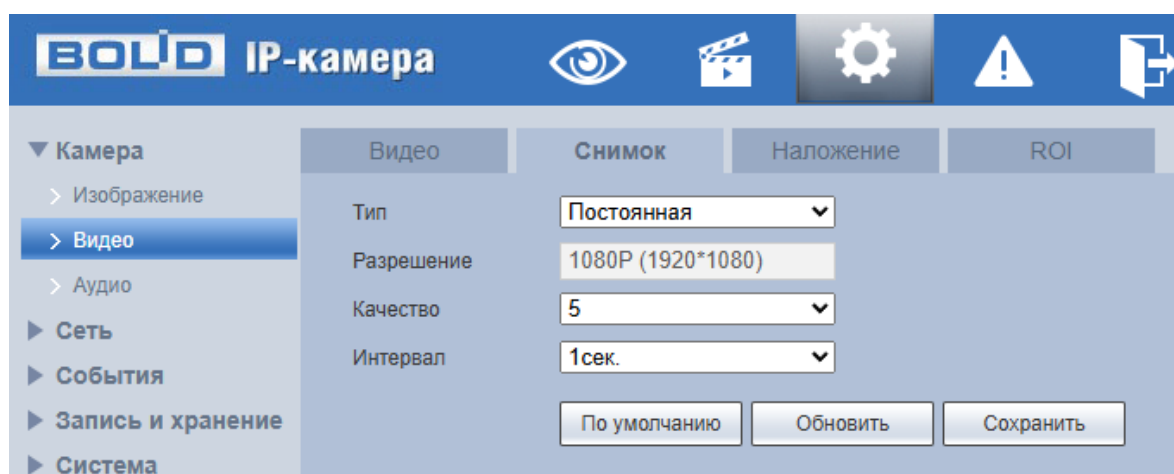 BOLID IP-камера
Камера
Изображение
Видео
Аудио
Сеть
События
Запись и хранение
Система
Видео Снимок Наложение ROI
Тип Постоянная
Разрешение 1080P (1920*1080)
Качество 5
Интервал 1сек.
По умолчанию Обновить Сохранить